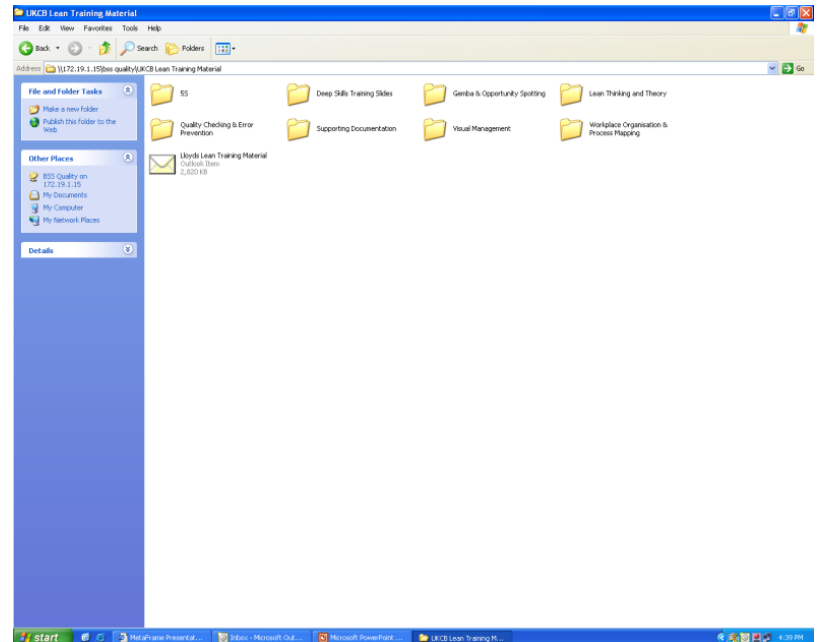 UKCB Lean Training Material
File Edit View Favorites Tools Help
Back Search Folders
Address \\172.19.1.15\bss quality\UKCB Lean Training Material Go
File and Folder Tasks
Make a new folder
Publish this folder to the
Web
Other Places
BSS Quality on
172.19.1.15
My Documents
My Computer
My Network Places
Details
5S Deep Skills Training Slides Gemba & Opportunity Spotting Lean Thinking and Theory
Quality Checking & Error
Prevention
Supporting Documentation Visual Management
Workplace Organisation &
Process Mapping
Lloyds Lean Training Material
Outlook Item
2,820 KB
start MetaFrame Presentat... Inbox - Microsoft Out... Microsoft PowerPoint ... UKCB Lean Training M... 4:39 PM